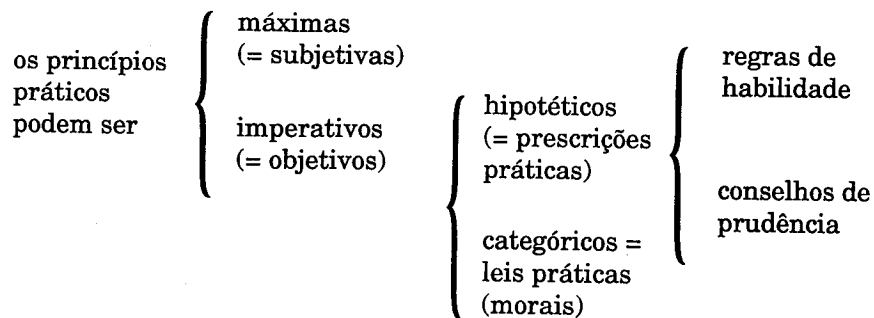 os princípios
práticos
podem ser
máximas
(= subjetivas)
imperativos
(= objetivos)
hipotéticos
(= prescrições
práticas)
categóricos =
leis práticas
(morais)
regras de
habilidade
conselhos de
prudência